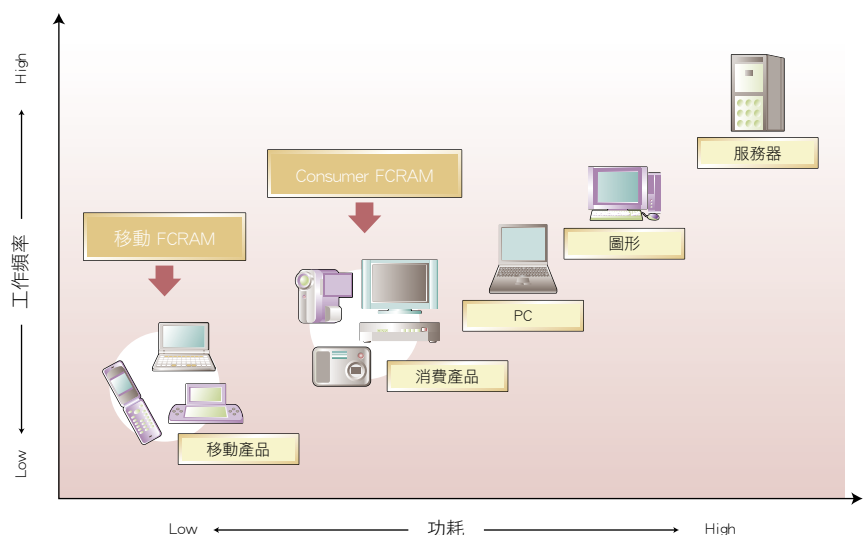 High
服務器
Consumer FCRAM
移動 FCRAM
圖形
工作頻率
PC
消費產品
移動產品
Low
Low
功耗
High